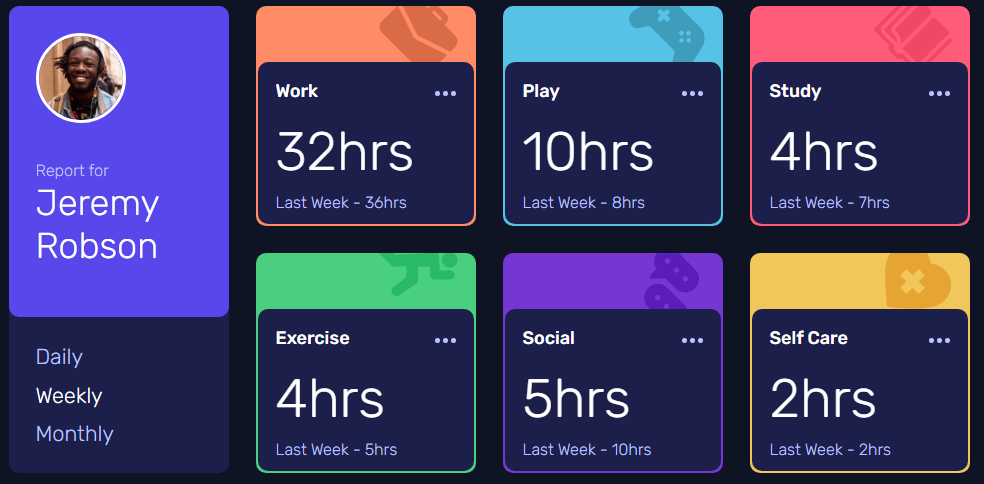 Report for
Jeremy
Robson
Daily
Weekly
Monthly
Work
32hrs
Last Week - 36hrs
Play
10hrs
Last Week - 8hrs
Study
4hrs
Last Week - 7hrs
Exercise
4hrs
Last Week - 5hrs
Social
5hrs
Last Week - 10hrs
Self Care
2hrs
Last Week - 2hrs